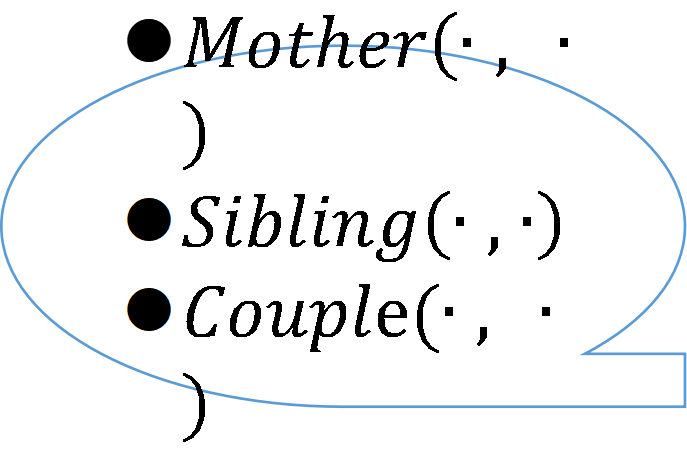 ● Mother(· , ·
)
● Sibling(· , ·)
● Couple(· , ·
)